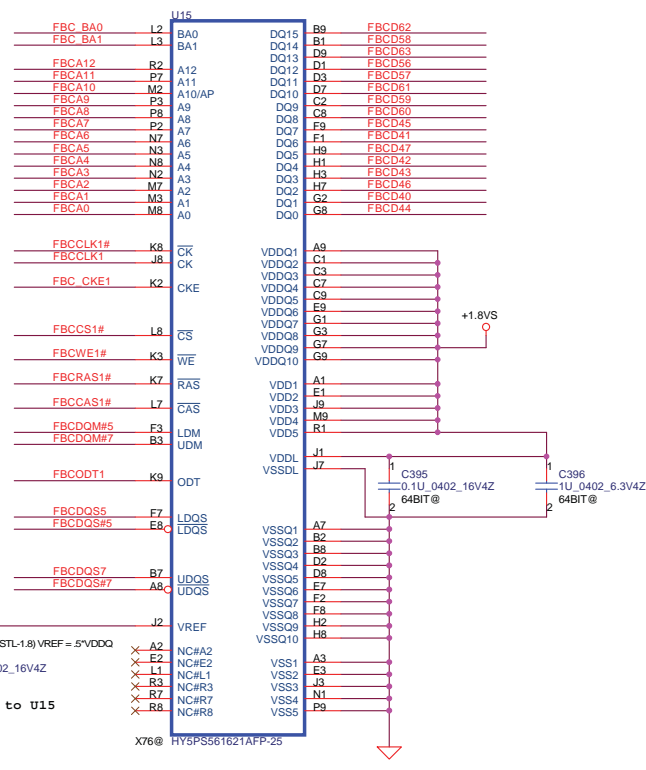 U15
FBC_BA0 L2 BA0
FBC_BA1 L3 BA1
FBCA12 R2 A12
FBCA11 P7 A11
FBCA10 M2 A10/AP
FBCA9 P3 A9
FBCA8 P8 A8
FBCA7 P2 A7
FBCA6 N7 A6
FBCA5 N3 A5
FBCA4 N8 A4
FBCA3 N2 A3
FBCA2 M7 A2
FBCA1 M3 A1
FBCA0 M8 A0
FBCCLK1# K8 CK
FBCCLK1 J8 CK
FBC_CKE1 K2 CKE
FBCCS1# L8 CS
FBCWE1# K3 WE
FBCRAS1# K7 RAS
FBCCAS1# L7 CAS
FBCDQM#5 F3 LDM
FBCDQM#7 B3 UDM
FBCODT1 K9 ODT
FBCDQS5 F7 LDQS
FBCDQS#5 E8 LDQS
FBCDQS7 B7 UDQS
FBCDQS#7 A8 UDQS
J2 VREF
STL-1.8) VREF = .5*VDDQ
A2 NC#A2
E2 NC#E2
02_16V4Z
L1 NC#L1
R3 NC#R3
R7 NC#R7
to U15
R8 NC#R8
DQ15 B9 FBCD62
DQ14 B1 FBCD58
DQ13 D9 FBCD63
DQ12 D1 FBCD56
DQ11 D3 FBCD57
DQ10 D7 FBCD61
DQ9 C2 FBCD59
DQ8 C8 FBCD60
DQ7 F9 FBCD45
DQ6 F1 FBCD41
DQ5 H9 FBCD47
DQ4 H1 FBCD42
DQ3 H3 FBCD43
DQ2 H7 FBCD46
DQ1 G2 FBCD40
DQ0 G8 FBCD44
VDDQ1 A9
VDDQ2 C1
VDDQ3 C3
VDDQ4 C7
VDDQ5 C9
VDDQ6 E9
VDDQ7 G1
VDDQ8 G3
VDDQ9 G7
VDDQ10 G9
+1.8VS
VDD1 A1
VDD2 E1
VDD3 J9
VDD4 M9
VDD5 R1
VDDL J1
VSSDL J7
1
C395
0.1U_0402_16V4Z
64BIT@
2
1
C396
1U_0402_6.3V4Z
64BIT@
2
VSSQ1 A7
VSSQ2 B2
VSSQ3 B8
VSSQ4 D2
VSSQ5 D8
VSSQ6 E7
VSSQ7 F2
VSSQ8 F8
VSSQ9 H2
VSSQ10 H8
VSS1 A3
VSS2 E3
VSS3 J3
VSS4 N1
VSS5 P9
X76@ HY5PS561621AFP-25